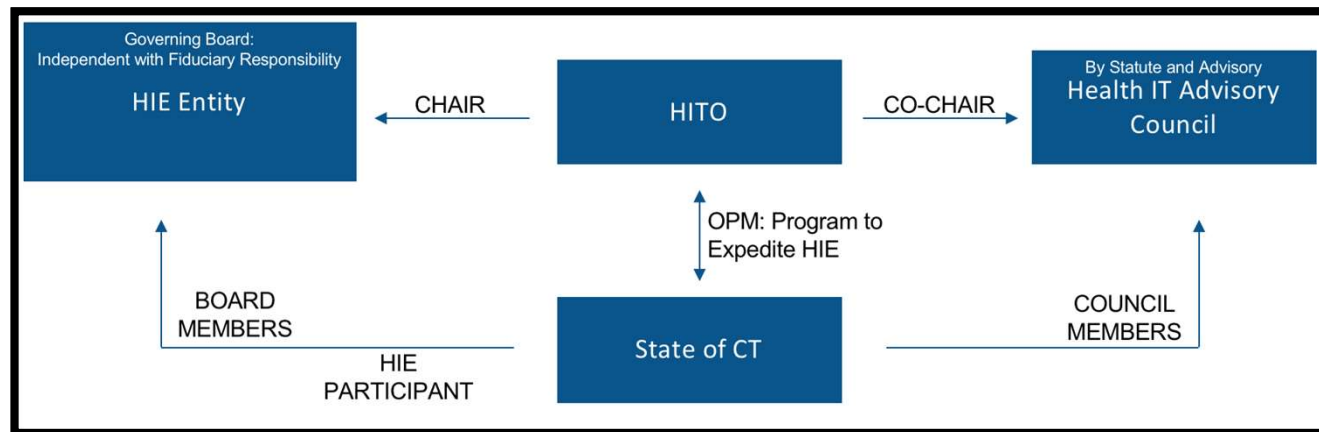 Governing Board:
Independent with Fiduciary Responsibility
HIE Entity
CHAIR
HITO
CO-CHAIR
By Statute and Advisory
Health IT Advisory
Council
OPM: Program to
Expedite HIE
BOARD
MEMBERS
HIE
PARTICIPANT
State of CT
COUNCIL
MEMBERS